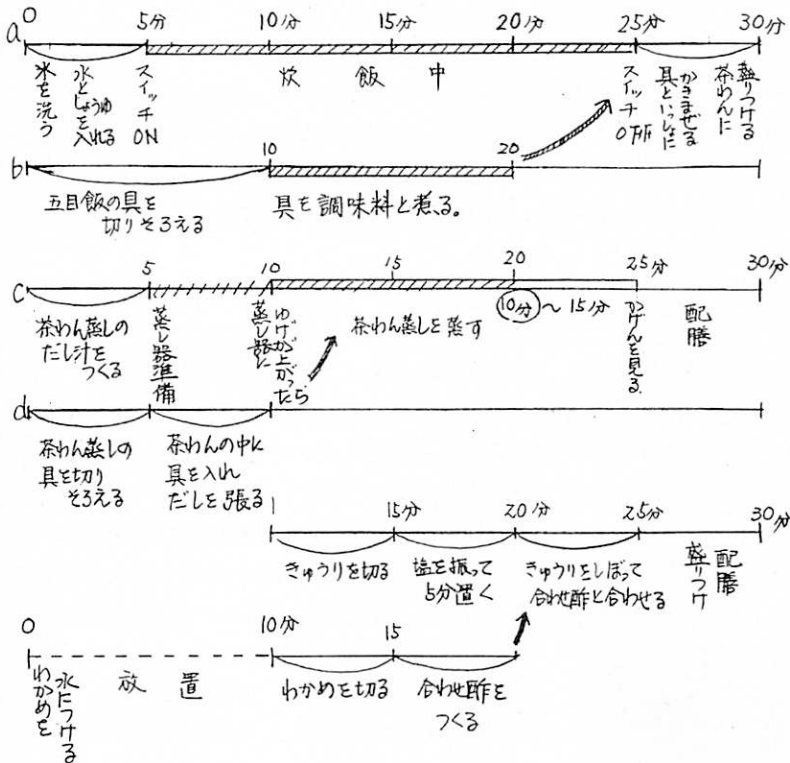 0 5分 10分 15分 20分 25分 30分
a
米を洗う
水としょうゆを入れる
スイッチON
炊飯中
スイッチOff
具といっしょにかきまぜる
茶わんに盛りつける
10 20
b
五目飯の具を
切りそろえる
具を調味料と煮る。
5 10 15 20 25分 30分
c
茶わん蒸しの
だし汁を
つくる
蒸し器準備
蒸し器に
ゆげが上がったら
茶わん蒸しを蒸す
10分～15分
かげんを見る
配膳
d
茶わん蒸しの
具を切り
そろえる
茶わんの中に
具を入れ
だしを張る
1 15分 20分 25分 30分
きゅうりを切る
塩を振って
5分置く
きゅうりをしぼって
合わせ酢と合わせる
盛りつけ
配膳
0 10分 15
わかめを
水につける
放置
わかめを切る
合わせ酢を
つくる